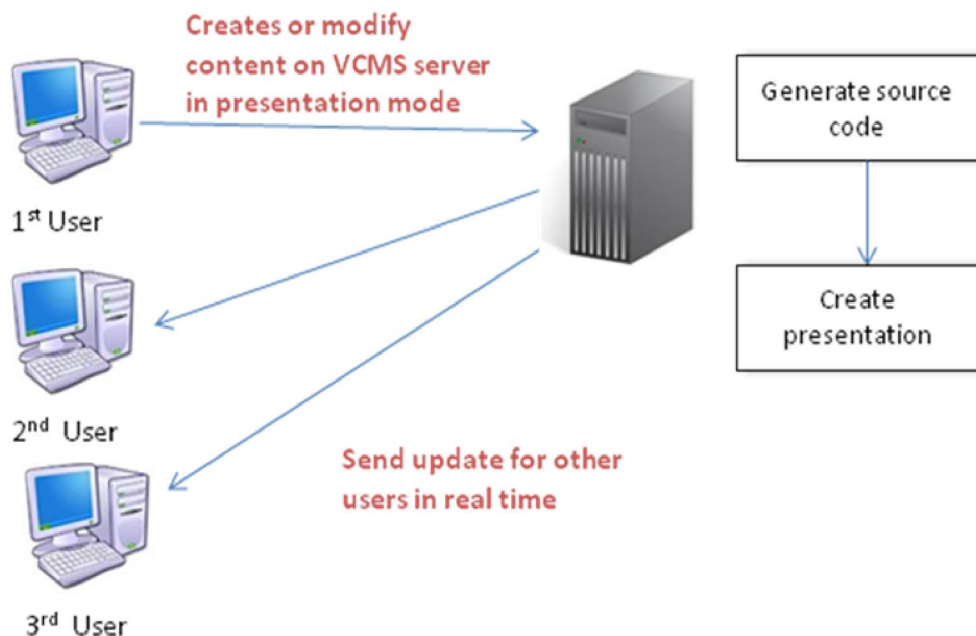 Creates or modify
content on VCMS server
in presentation mode
Generate source
code
1st User
Create
presentation
2nd User
Send update for other
users in real time
3rd User